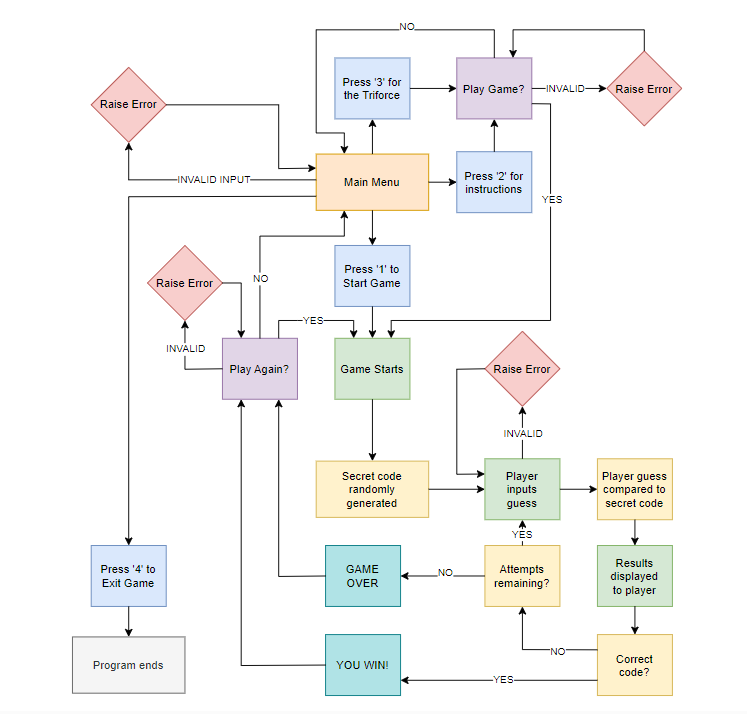 NO
Press '3' for
the Triforce
Play Game?
INVALID
Raise Error
Raise Error
INVALID INPUT
Main Menu
Press '2' for
instructions
YES
Raise Error
NO
Press '1' to
Start Game
INVALID
YES
Play Again?
Game Starts
Raise Error
INVALID
Secret code
randomly
generated
Player
inputs
guess
Player guess
compared to
secret code
YES
Press '4' to
Exit Game
GAME
OVER
NO
Attempts
remaining?
Results
displayed
to player
Program ends
YOU WIN!
NO
YES
Correct
code?